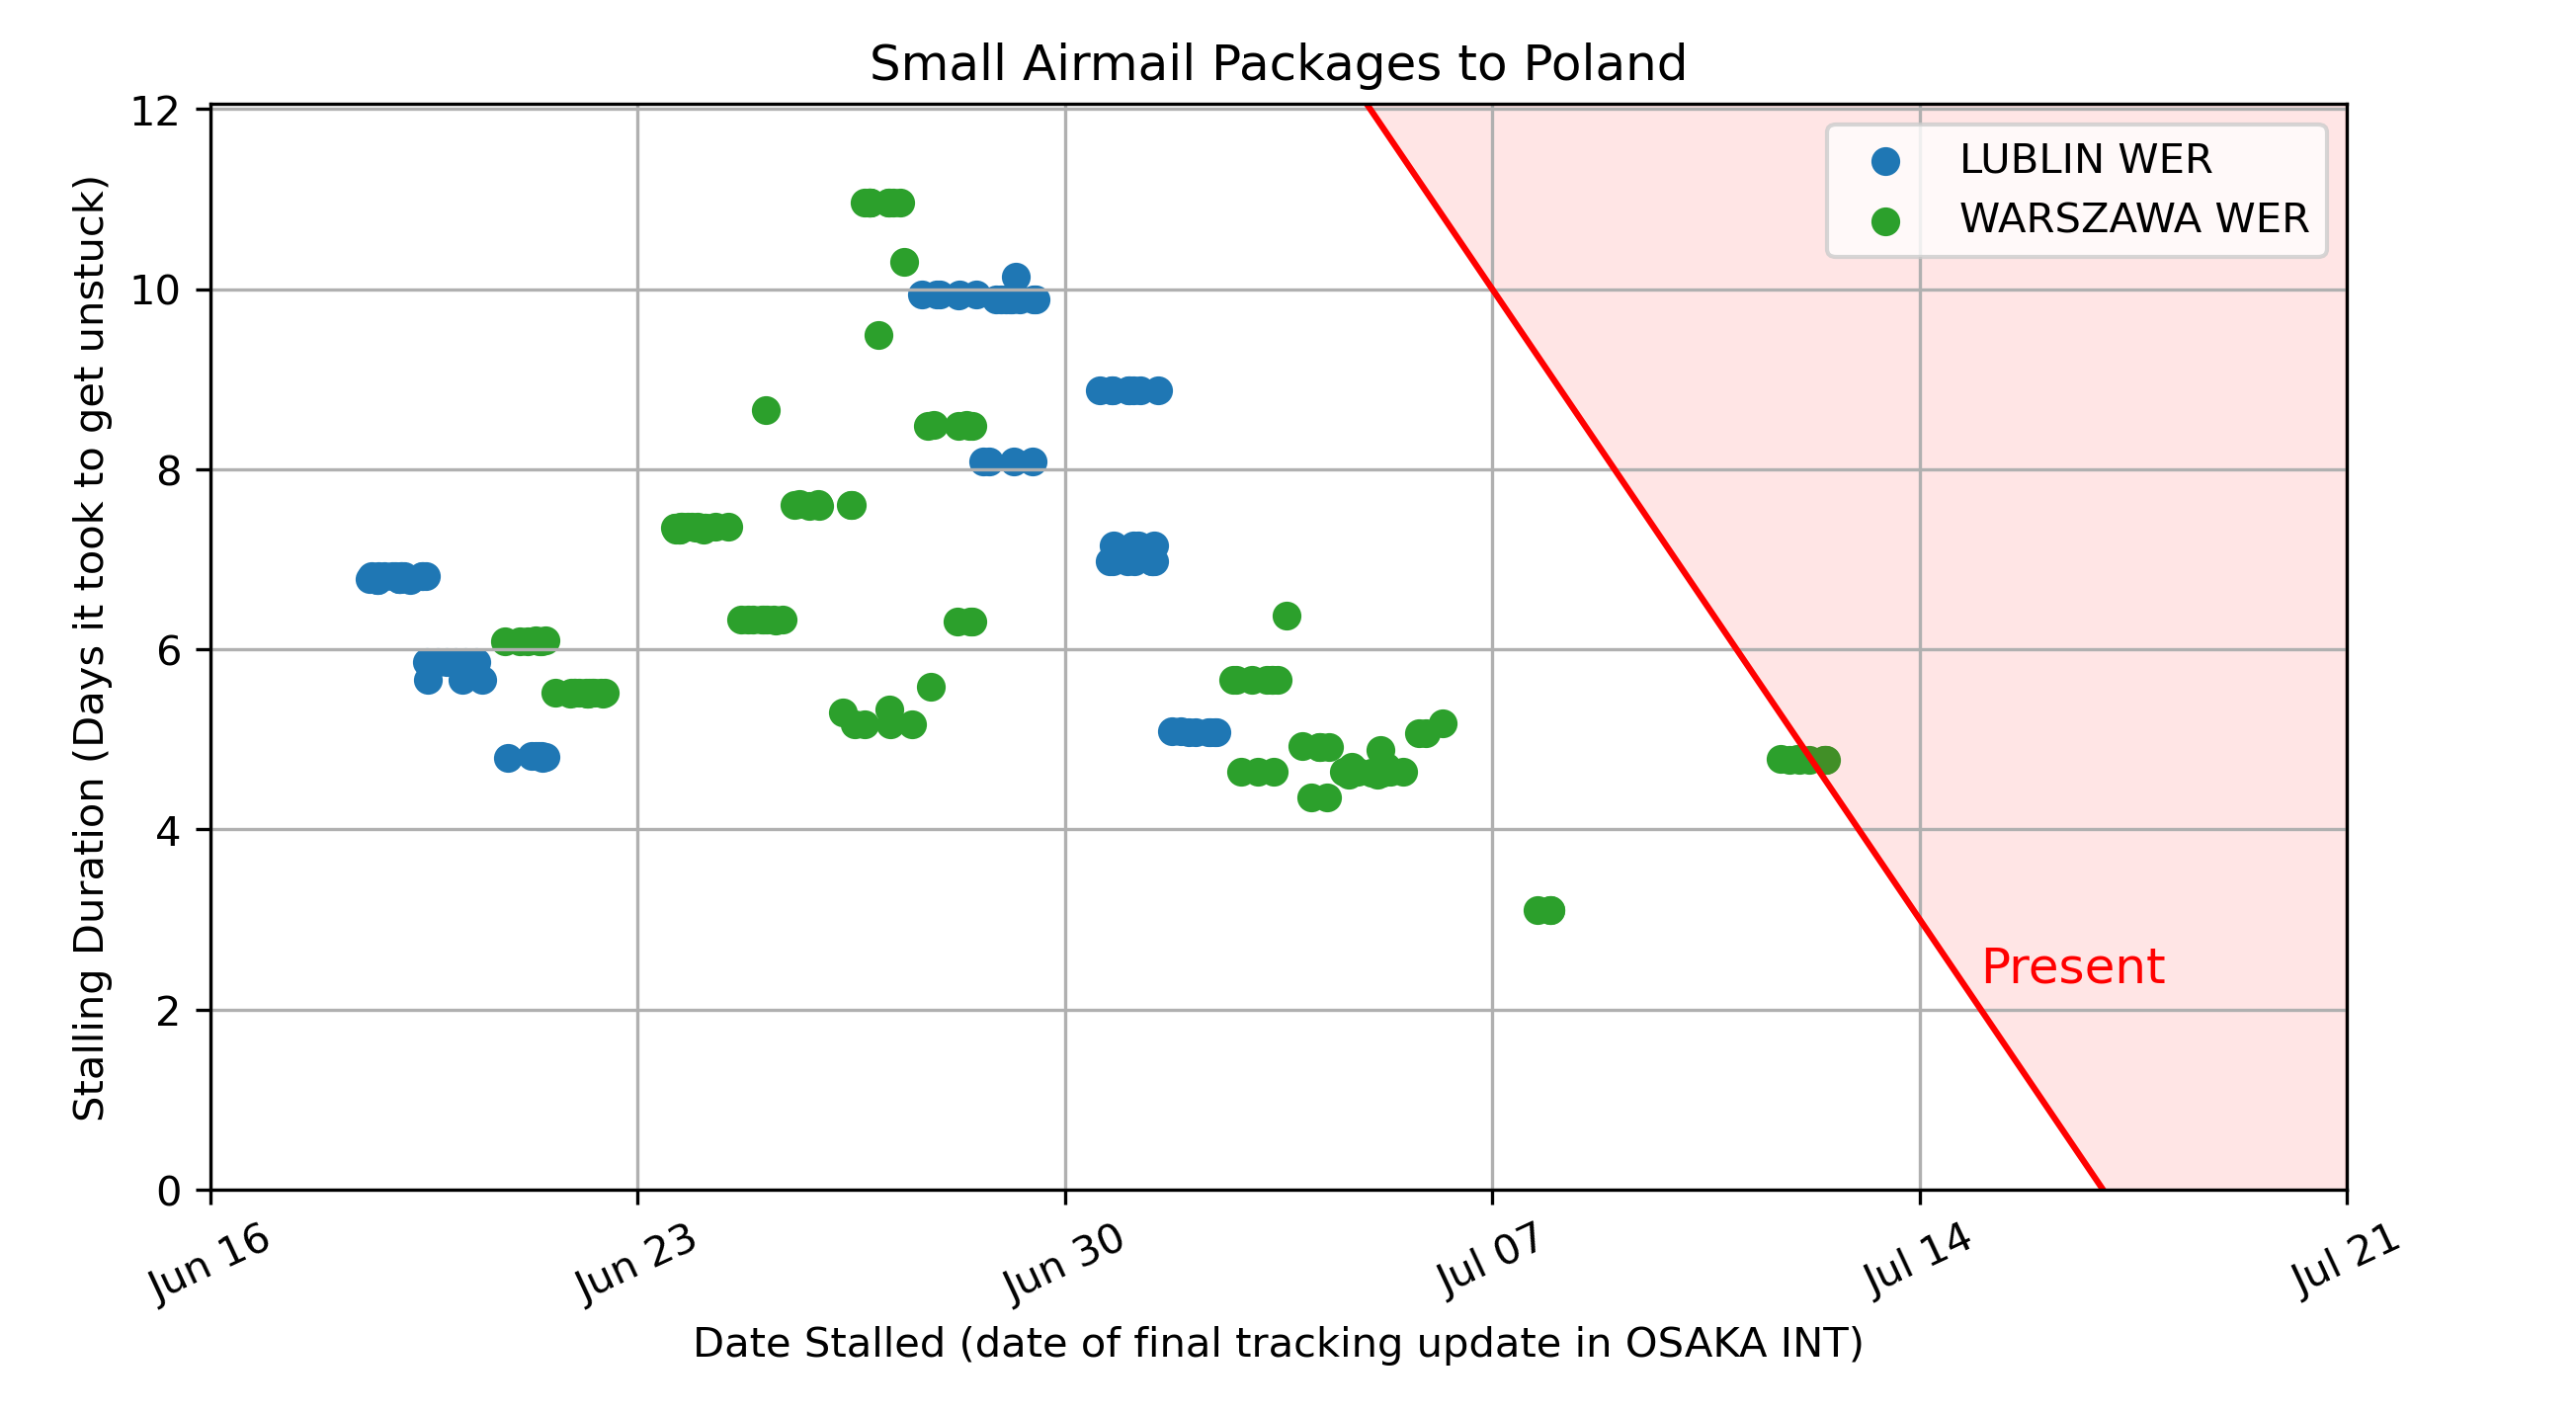 Small Airmail Packages to Poland
12
10
8
6
4
2
0
Stalling Duration (Days it took to get unstuck)
LUBLIN WER
WARSZAWA WER
Present
Jun 16
Jun 23
Jun 30
Jul 07
Jul 14
Jul 21
Date Stalled (date of final tracking update in OSAKA INT)